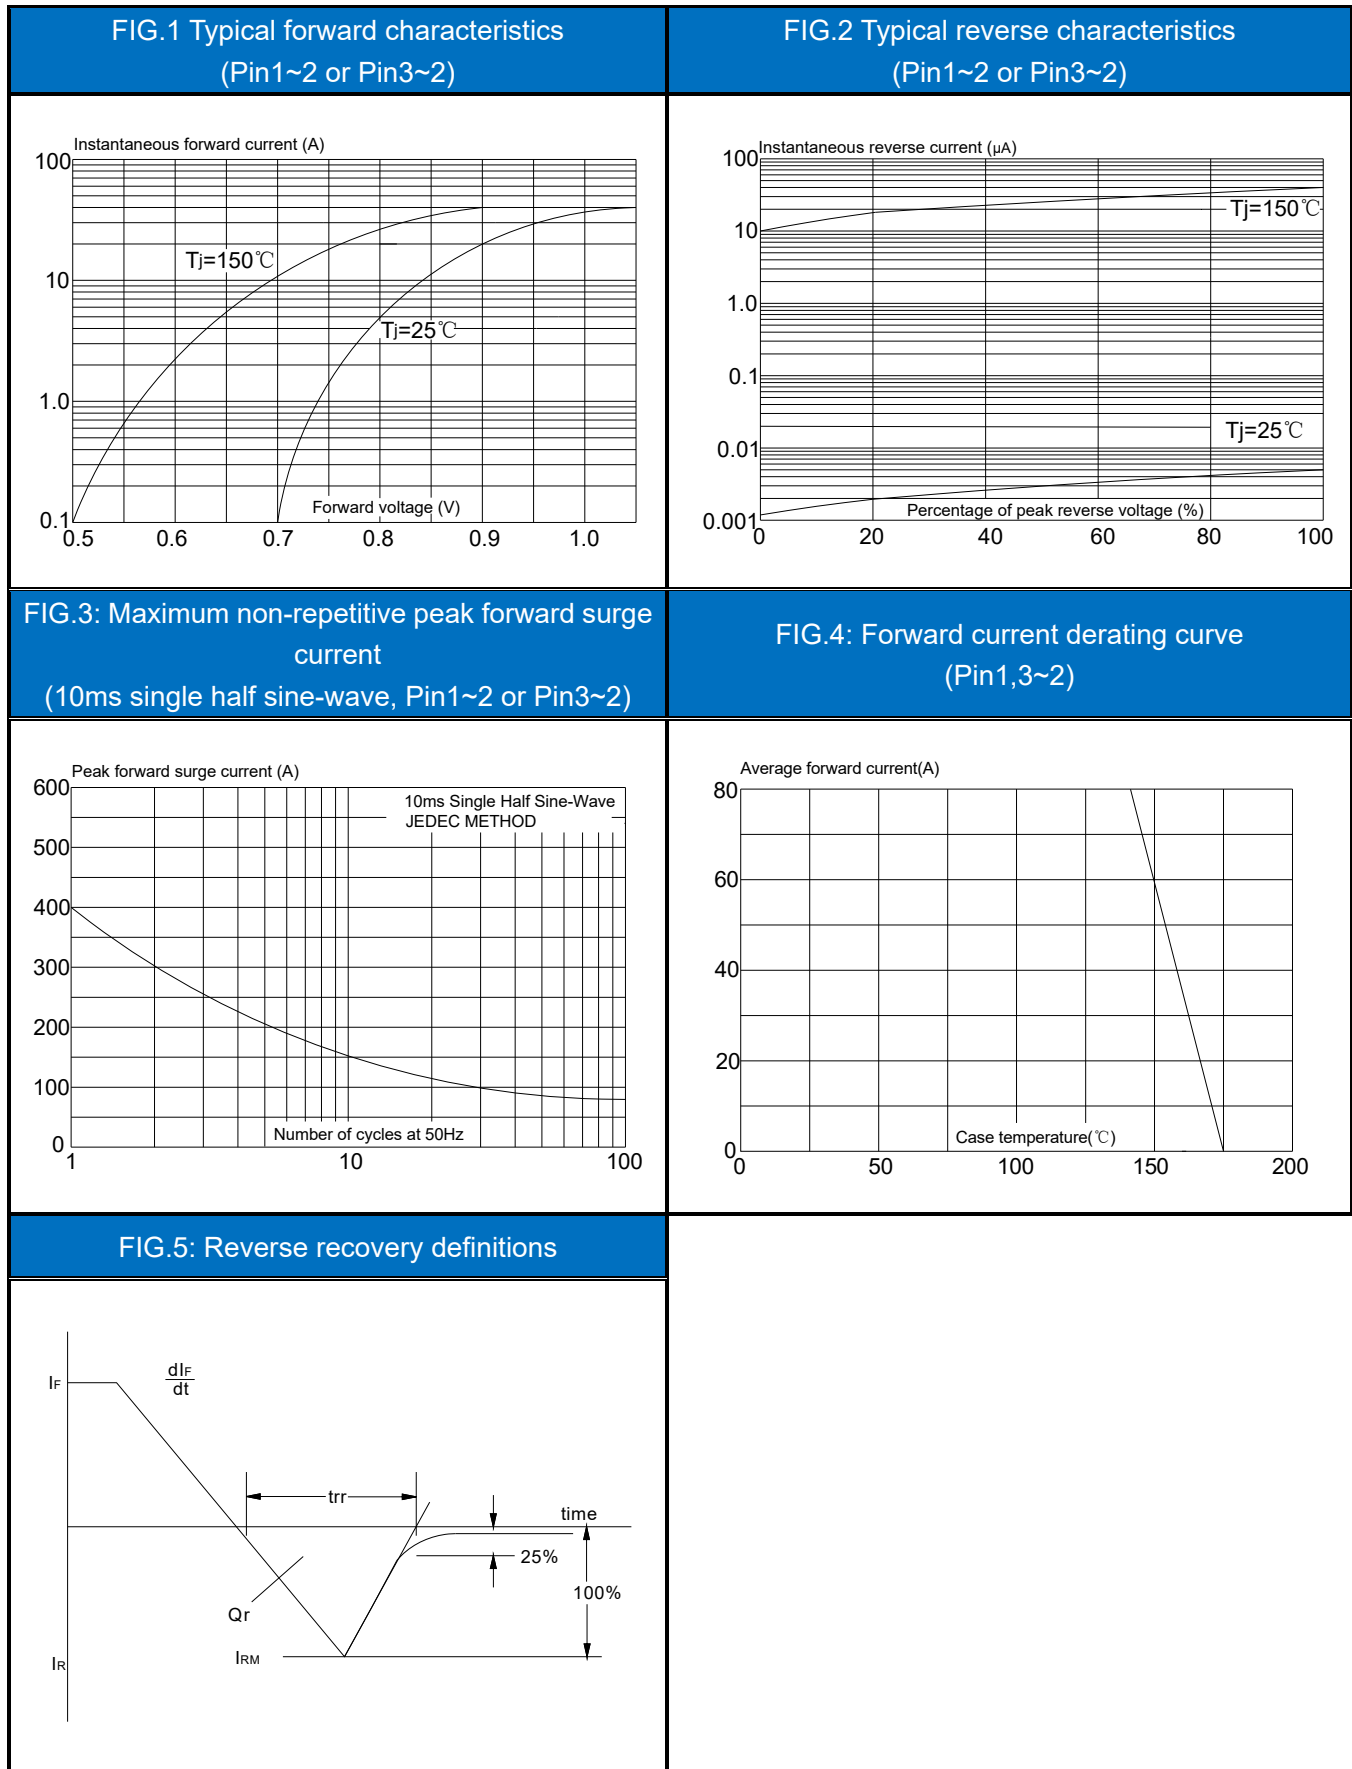 FIG.1 Typical forward characteristics
(Pin1~2 or Pin3~2)
Instantaneous forward current (A)
100
10
1.0
0.1
Tj=150℃
Tj=25℃
Forward voltage (V)
0.5 0.6 0.7 0.8 0.9 1.0
FIG.2 Typical reverse characteristics
(Pin1~2 or Pin3~2)
Instantaneous reverse current (μA)
100
10
1.0
0.1
0.01
0.001
Tj=150℃
Tj=25℃
Percentage of peak reverse voltage (%)
0 20 40 60 80 100
FIG.3: Maximum non-repetitive peak forward surge
current
(10ms single half sine-wave, Pin1~2 or Pin3~2)
Peak forward surge current (A)
600
500
400
300
200
100
0
10ms Single Half Sine-Wave
JEDEC METHOD
Number of cycles at 50Hz
1 10 100
FIG.4: Forward current derating curve
(Pin1,3~2)
Average forward current(A)
80
60
40
20
0
Case temperature(℃)
0 50 100 150 200
FIG.5: Reverse recovery definitions
IF
dIF
dt
trr
time
25%
100%
Qr
IRM
IR